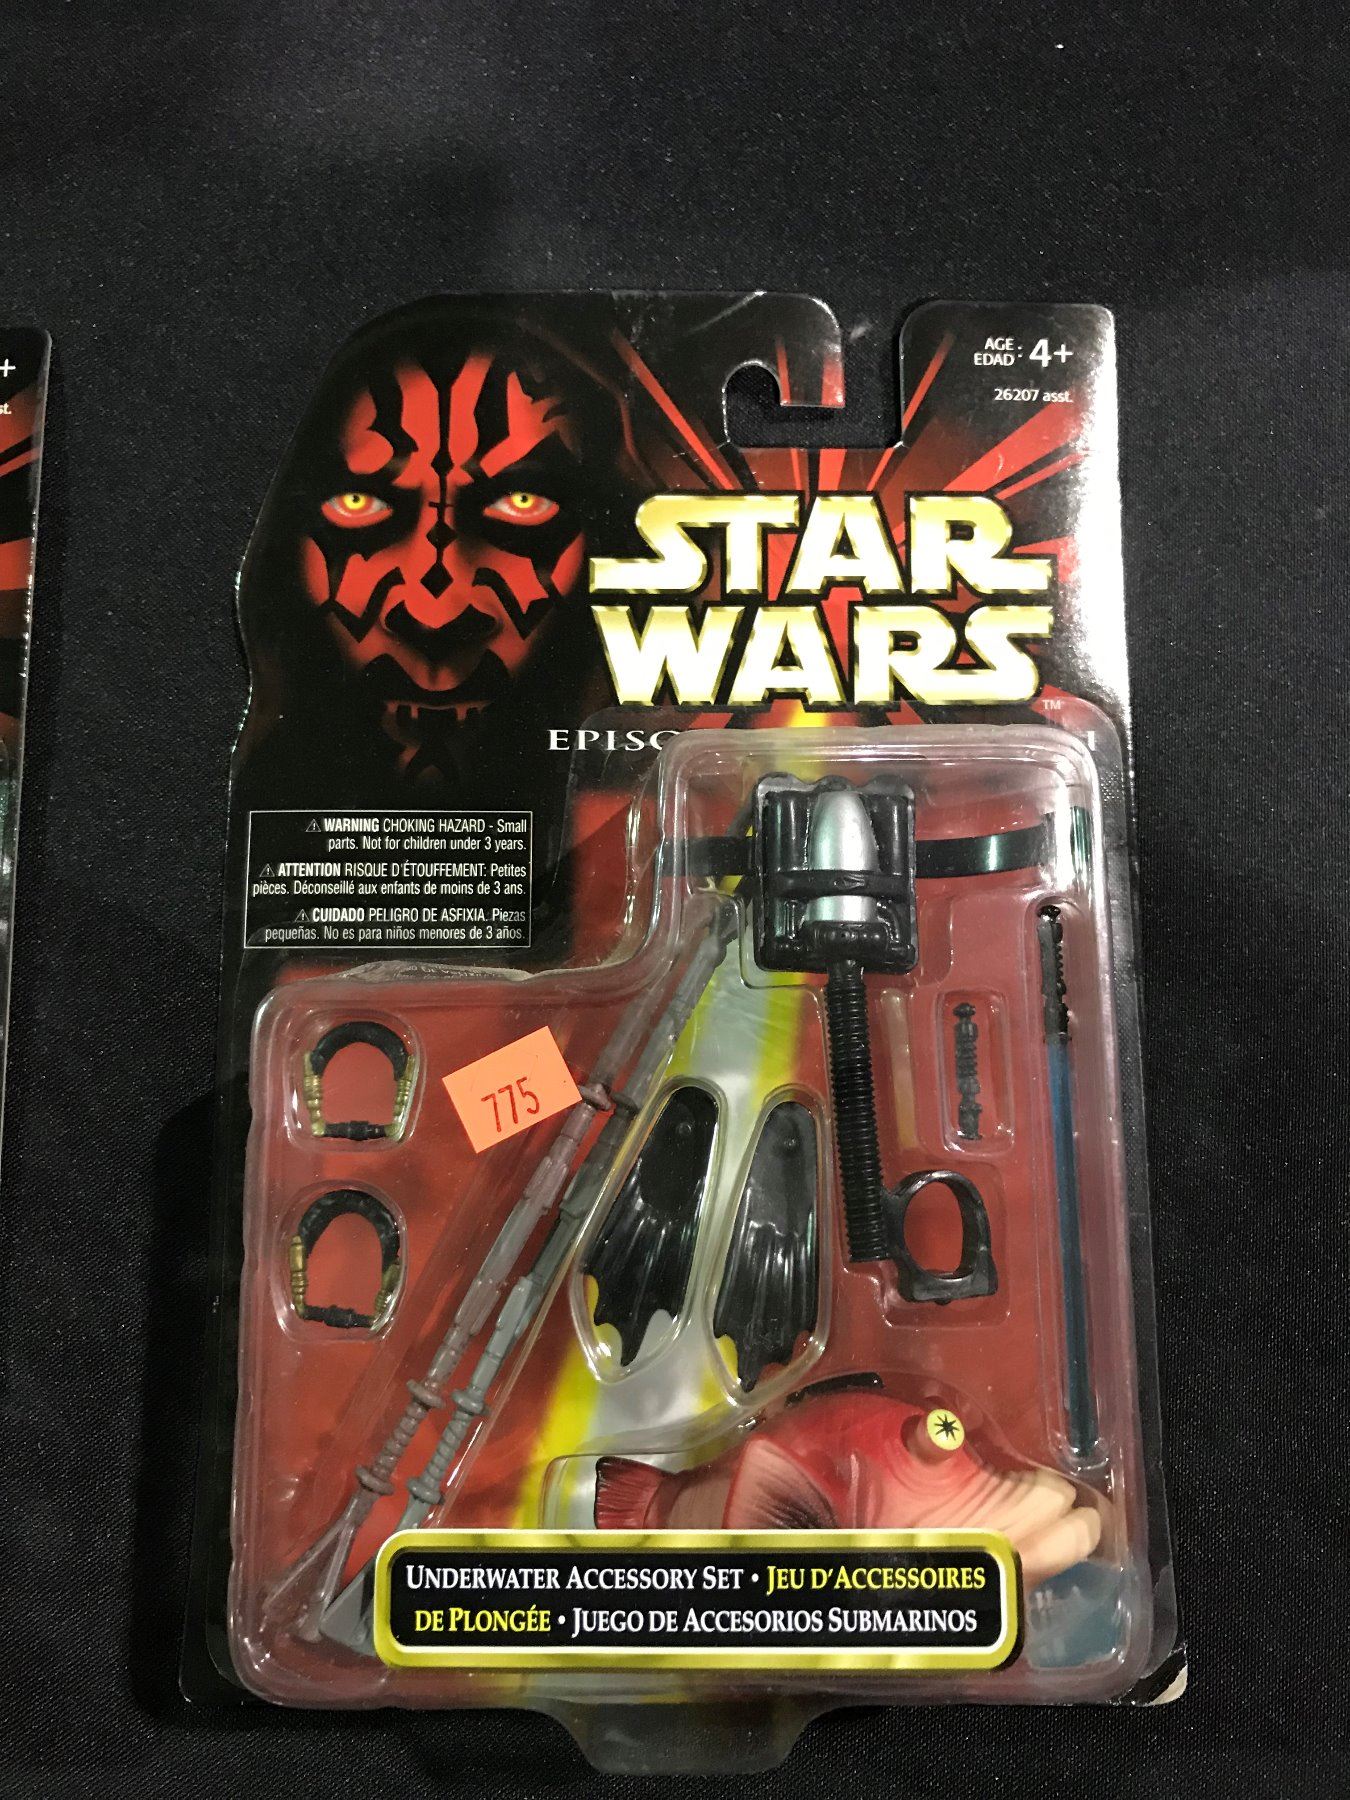 +
st.
AGE : 4+
EDAD
26207 asst.
STAR
WARS
TM
EPISO I
⚠ WARNING CHOKING HAZARD - Small
parts. Not for children under 3 years.
⚠ ATTENTION RISQUE D'ÉTOUFFEMENT: Petites
pièces. Déconseillé aux enfants de moins de 3 ans.
⚠ CUIDADO PELIGRO DE ASFIXIA. Piezas
pequeñas. No es para niños menores de 3 años.
775
UNDERWATER ACCESSORY SET • JEU D'ACCESSOIRES
DE PLONGÉE • JUEGO DE ACCESORIOS SUBMARINOS